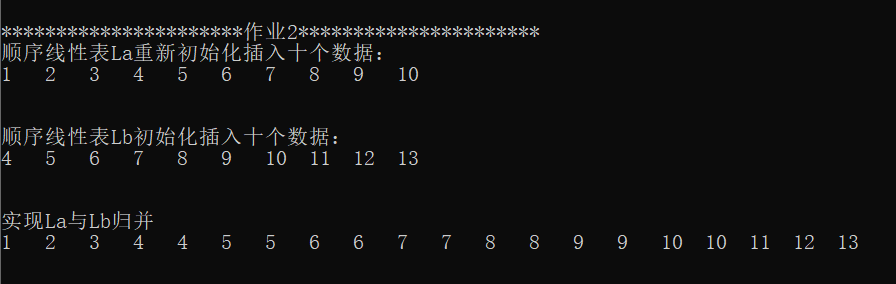 **********************作业2**********************
顺序线性表La重新初始化插入十个数据：
1 2 3 4 5 6 7 8 9 10
顺序线性表Lb初始化插入十个数据：
4 5 6 7 8 9 10 11 12 13
实现La与Lb归并
1 2 3 4 4 5 5 6 6 7 7 8 8 9 9 10 10 11 12 13